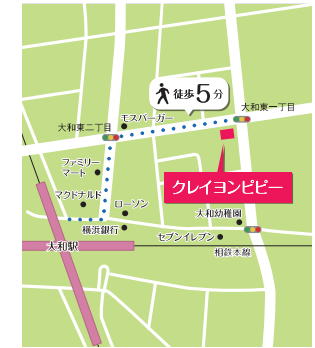 徒歩5分
大和東一丁目
モスバーガー
大和東二丁目
ファミリー
マート
クレイヨンピピー
マクドナルド
ローソン
大和幼稚園
横浜銀行
セブンイレブン
大和駅
相鉄本線